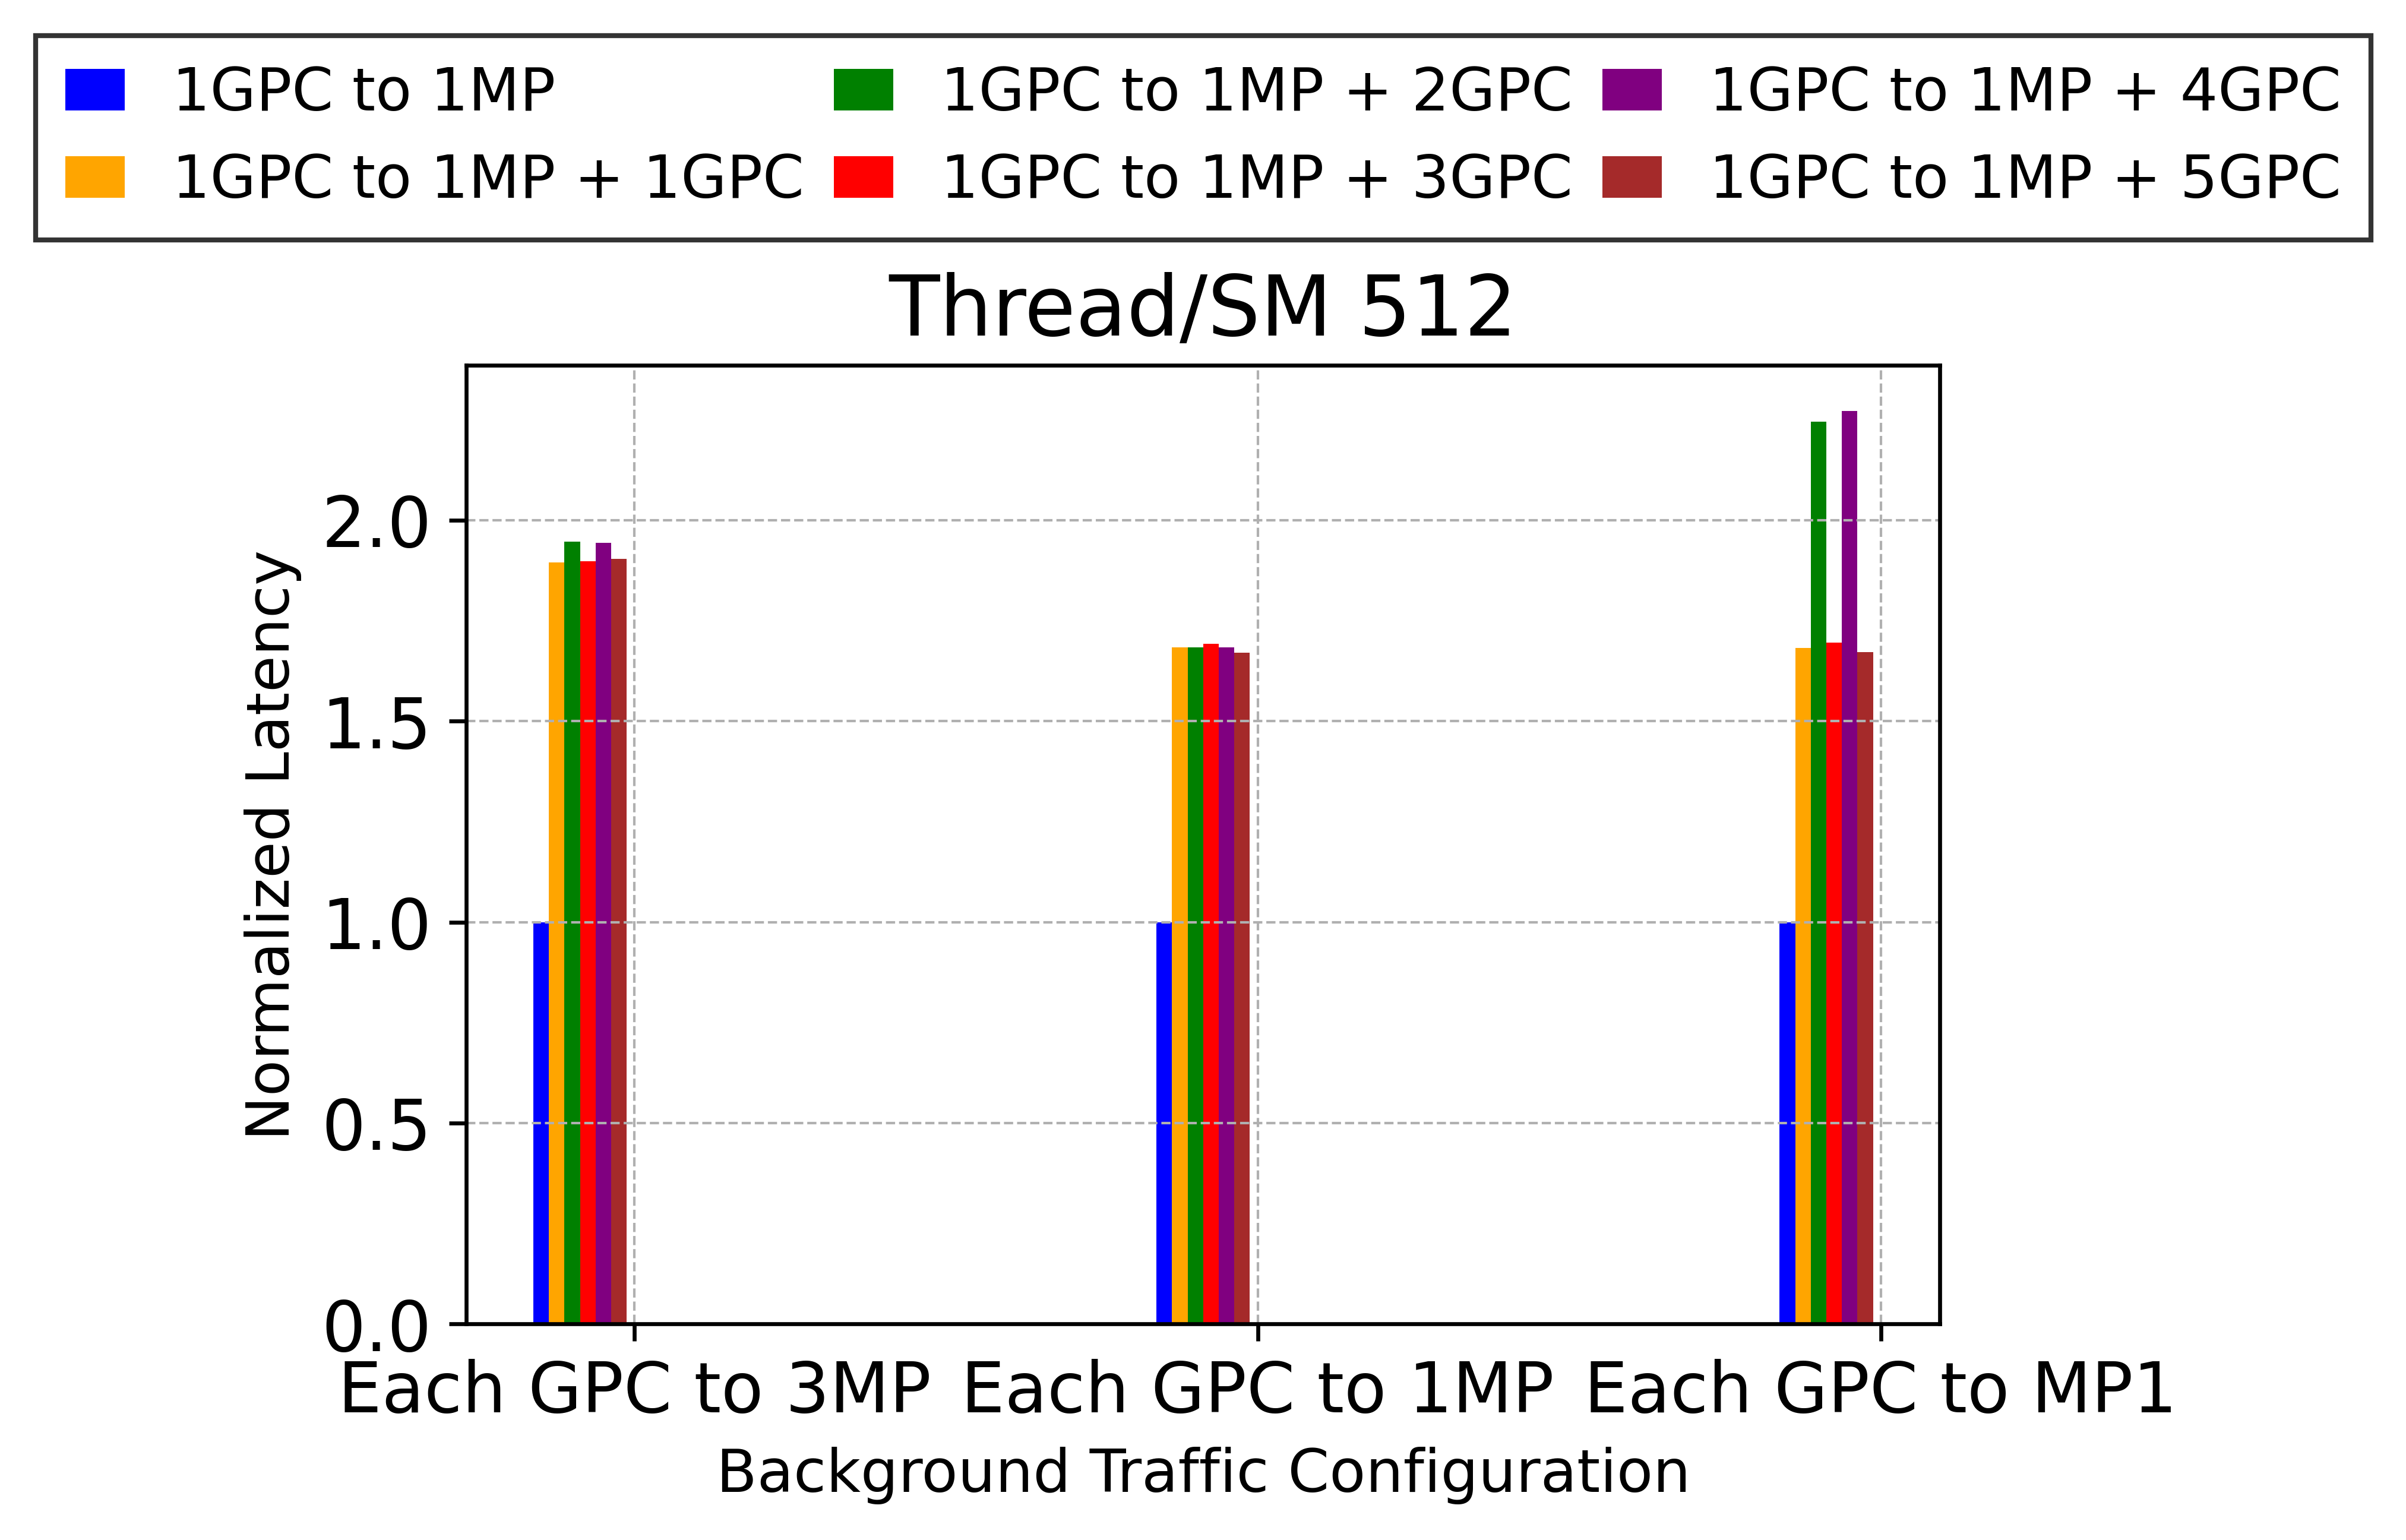 1GPC to 1MP
1GPC to 1MP + 1GPC
1GPC to 1MP + 2GPC
1GPC to 1MP + 3GPC
1GPC to 1MP + 4GPC
1GPC to 1MP + 5GPC
Thread/SM 512
Normalized Latency
2.0
1.5
1.0
0.5
0.0
Each GPC to 3MP
Each GPC to 1MP
Each GPC to MP1
Background Traffic Configuration